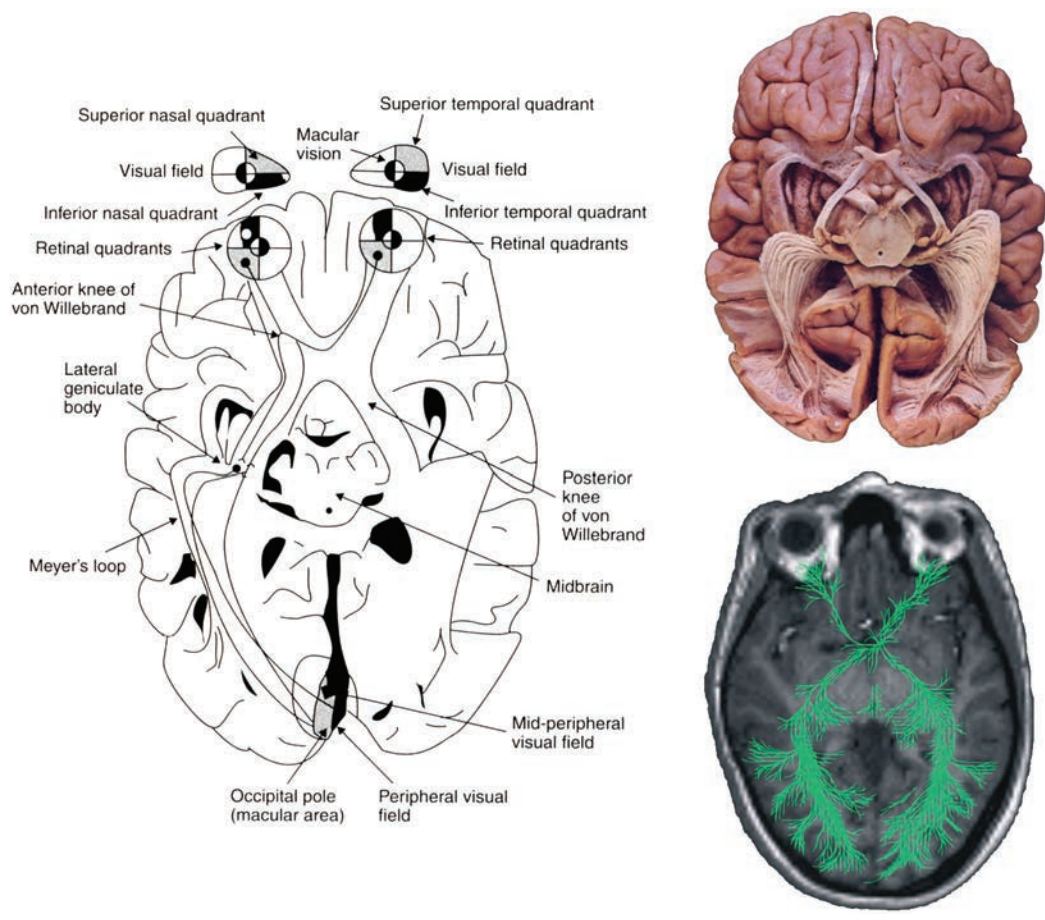 Superior nasal quadrant
Superior temporal quadrant
Macular
vision
Visual field
Visual field
Inferior nasal quadrant
Inferior temporal quadrant
Retinal quadrants
Retinal quadrants
Anterior knee of
von Willebrand
Lateral
geniculate
body
Posterior
knee
of von
Willebrand
Meyer's loop
Midbrain
Mid-peripheral
visual field
Occipital pole
(macular area)
Peripheral visual
field